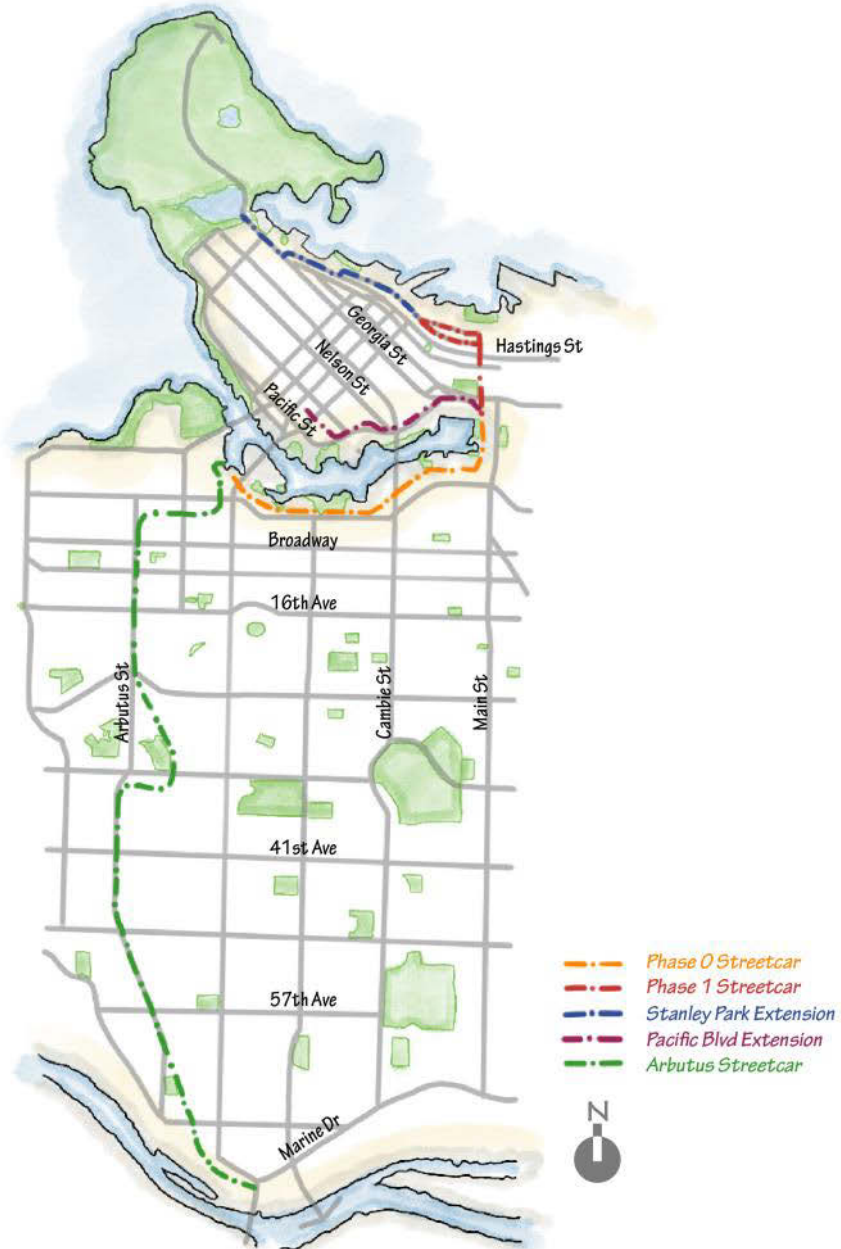 Georgia St
Hastings St
Nelson St
Pacific St
Broadway
16th Ave
Arbutus St
Cambie St
Main St
41st Ave
57th Ave
Marine Dr
Phase 0 Streetcar
Phase 1 Streetcar
Stanley Park Extension
Pacific Blvd Extension
Arbutus Streetcar
N